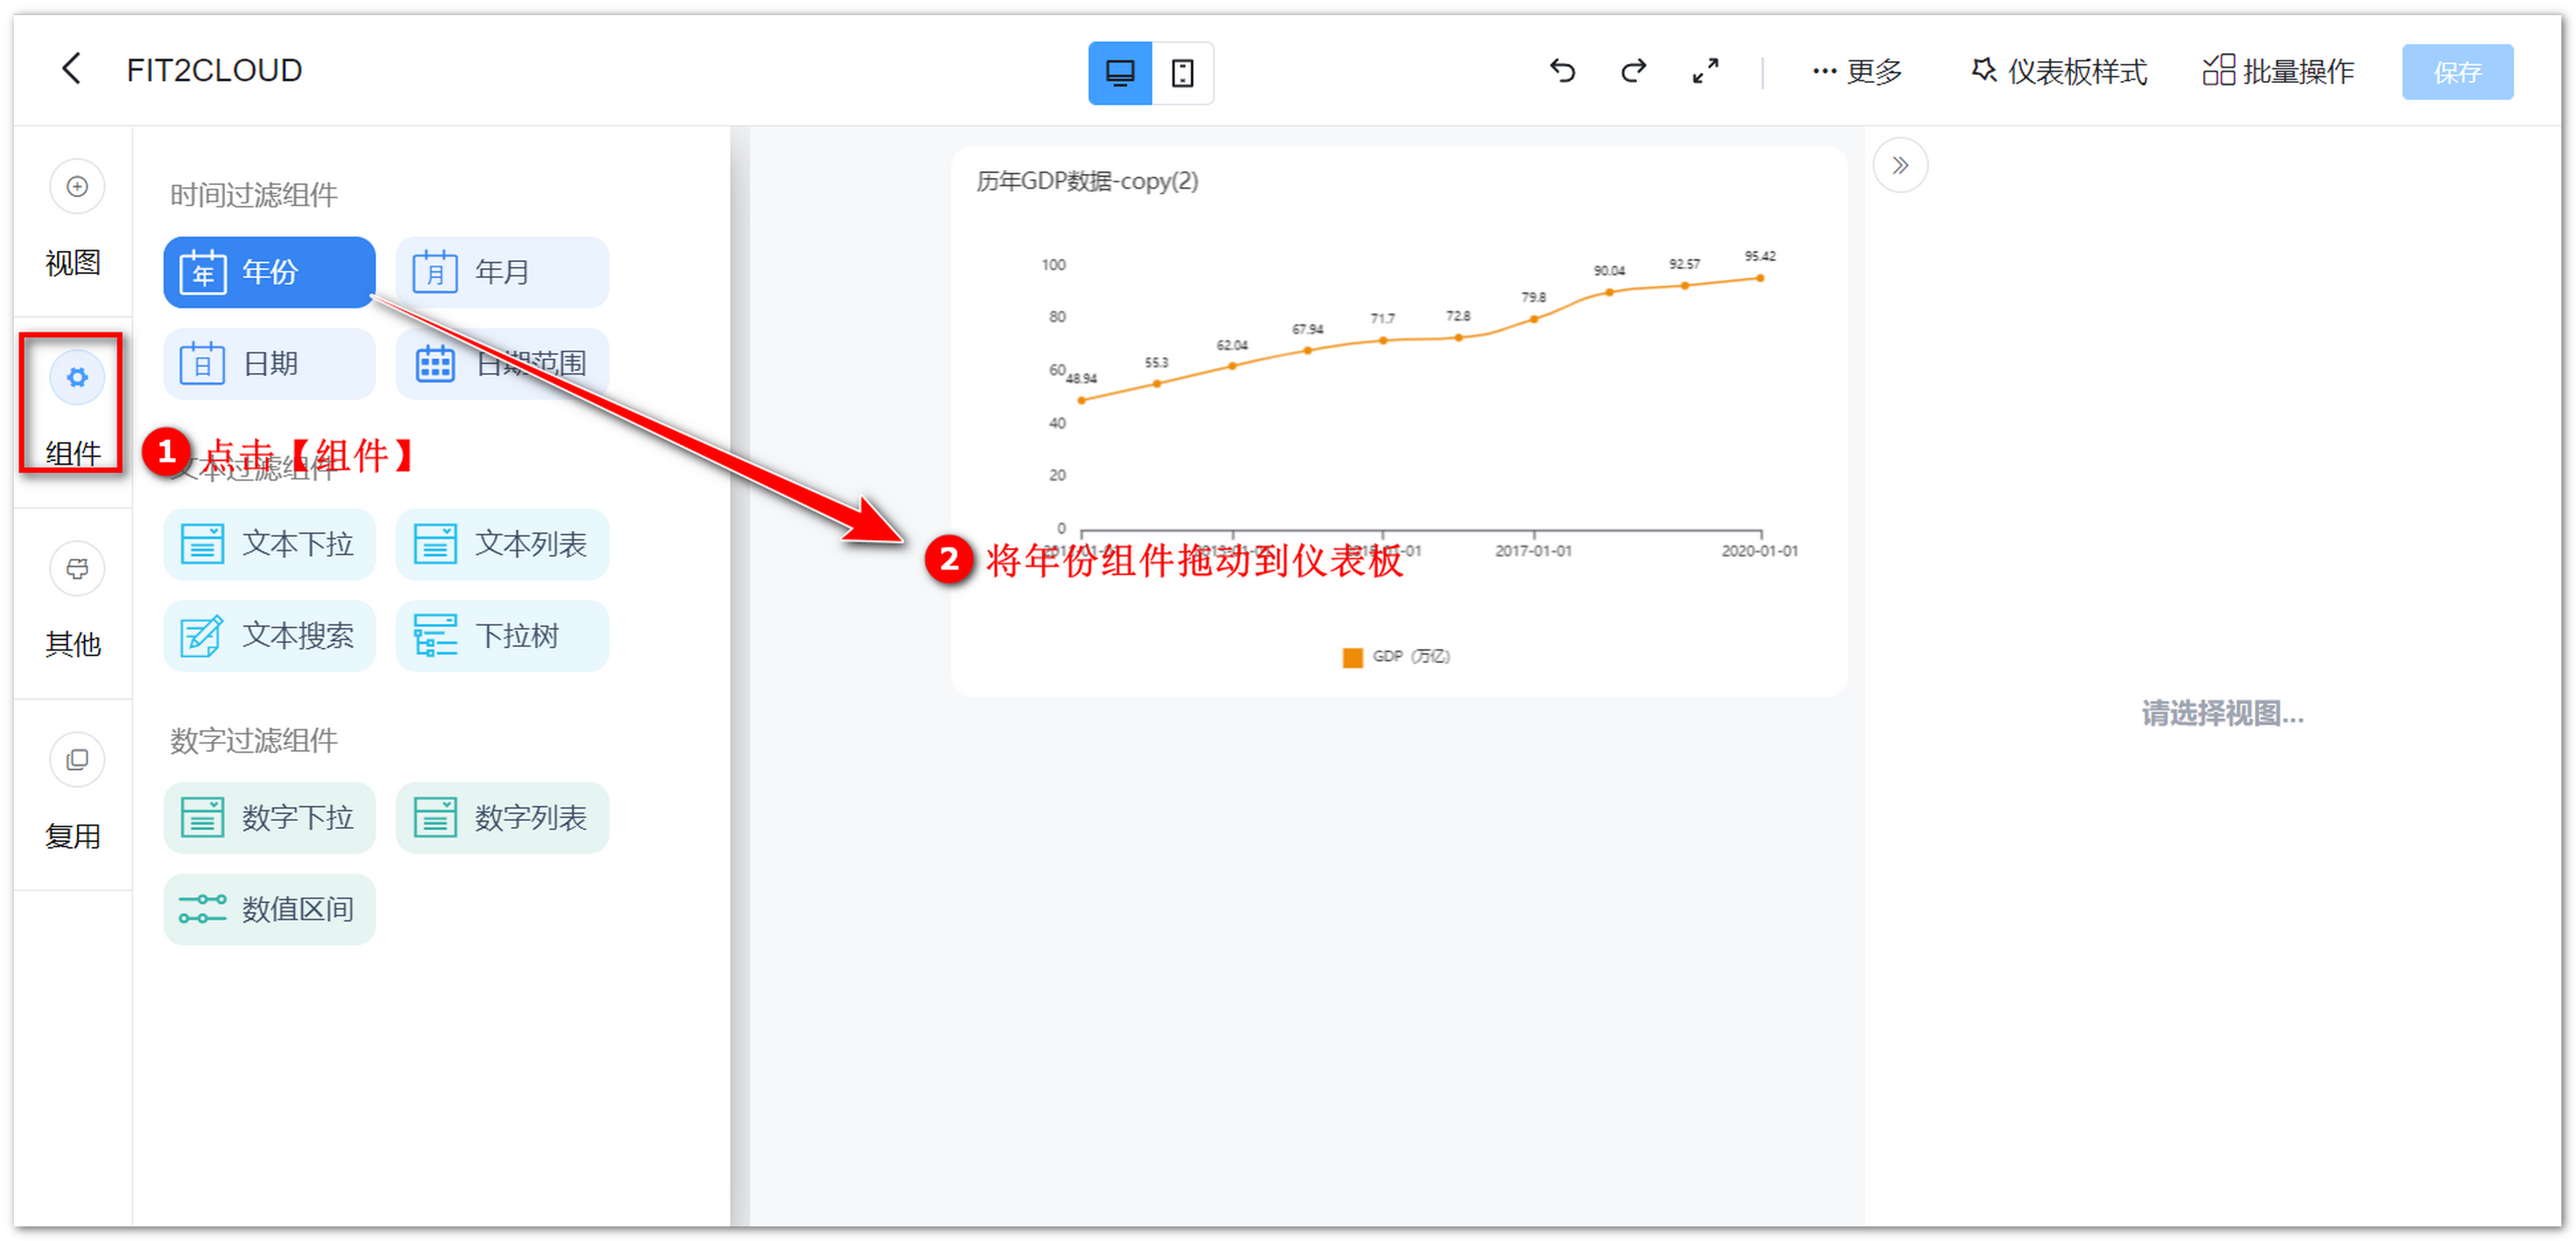 FIT2CLOUD
更多
仪表板样式
批量操作
保存
视图
组件
其他
复用
时间过滤组件
年 年份
月 年月
日 日期
日期范围
1 点击【组件】
文本过滤组件
文本下拉
文本列表
文本搜索
下拉树
数字过滤组件
数字下拉
数字列表
数值区间
历年GDP数据-copy(2)
100
80
60
40
20
0
48.94
55.3
62.04
67.94
71.7
72.8
79.8
90.04
92.57
95.42
2017-01-01
2020-01-01
2 将年份组件拖动到仪表板
GDP（万亿）
请选择视图...